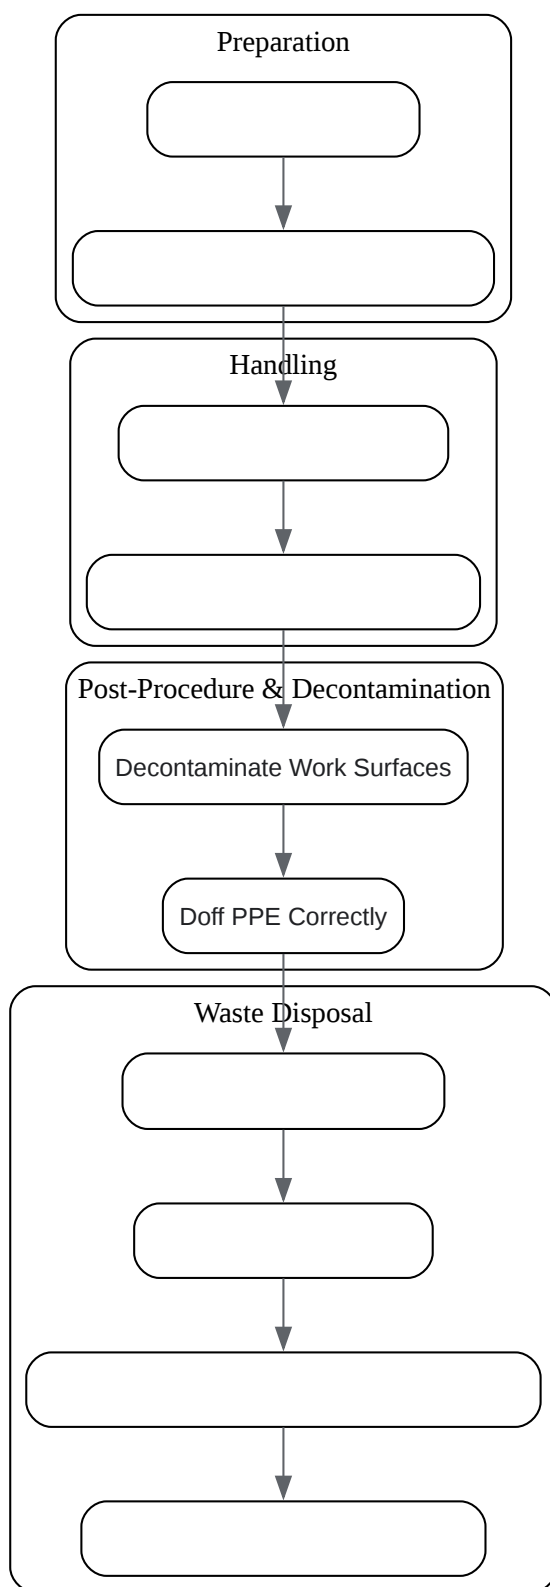 Preparation
Handling
Post-Procedure & Decontamination
Decontaminate Work Surfaces
Doff PPE Correctly
Waste Disposal